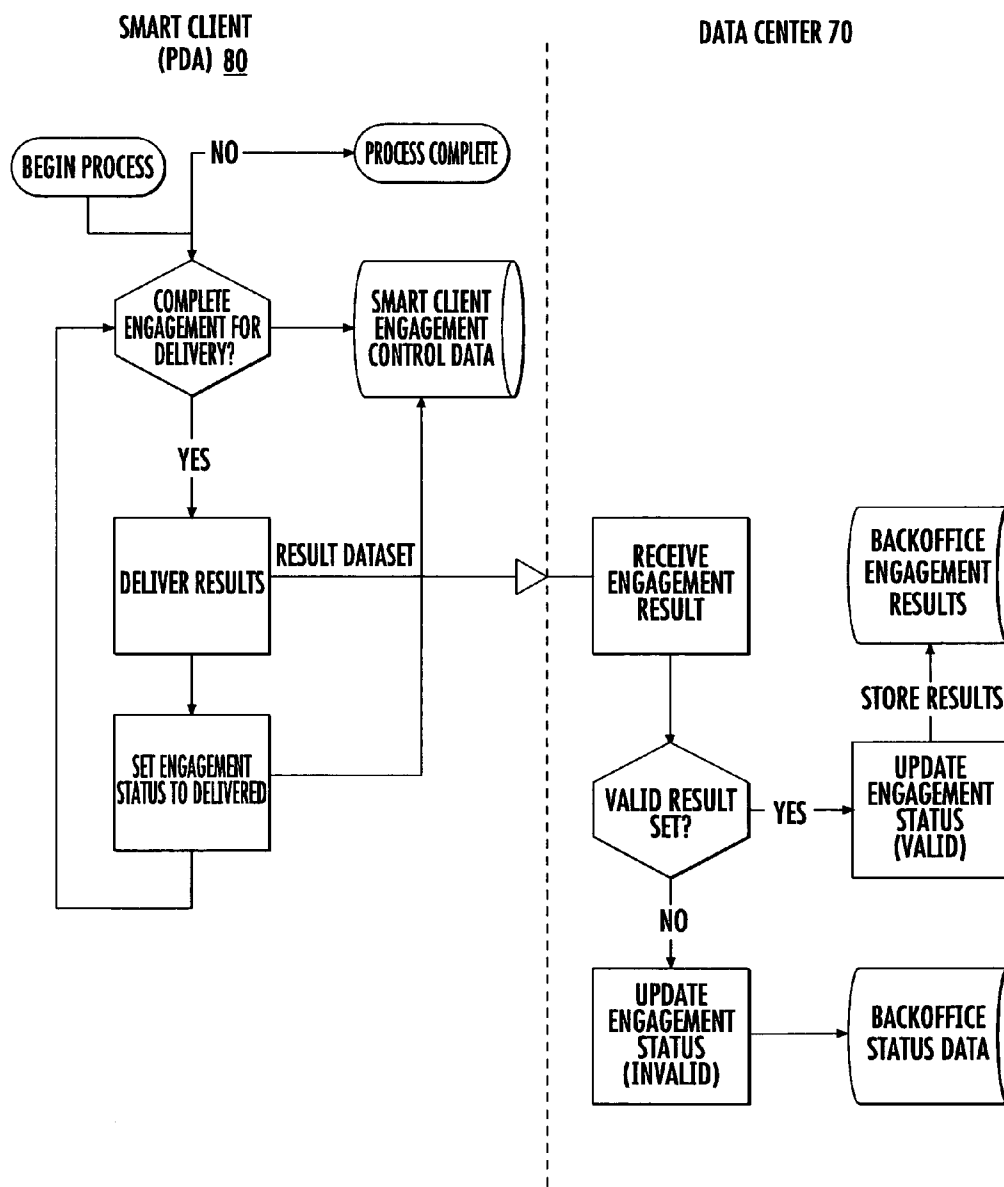 SMART CLIENT
(PDA) 80
DATA CENTER 70
BEGIN PROCESS
NO
PROCESS COMPLETE
COMPLETE
ENGAGEMENT FOR
DELIVERY?
SMART CLIENT
ENGAGEMENT
CONTROL DATA
YES
DELIVER RESULTS
RESULT DATASET
RECEIVE
ENGAGEMENT
RESULT
BACKOFFICE
ENGAGEMENT
RESULTS
STORE RESULTS
SET ENGAGEMENT
STATUS TO DELIVERED
VALID RESULT
SET?
YES
UPDATE
ENGAGEMENT
STATUS
(VALID)
NO
UPDATE
ENGAGEMENT
STATUS
(INVALID)
BACKOFFICE
STATUS DATA